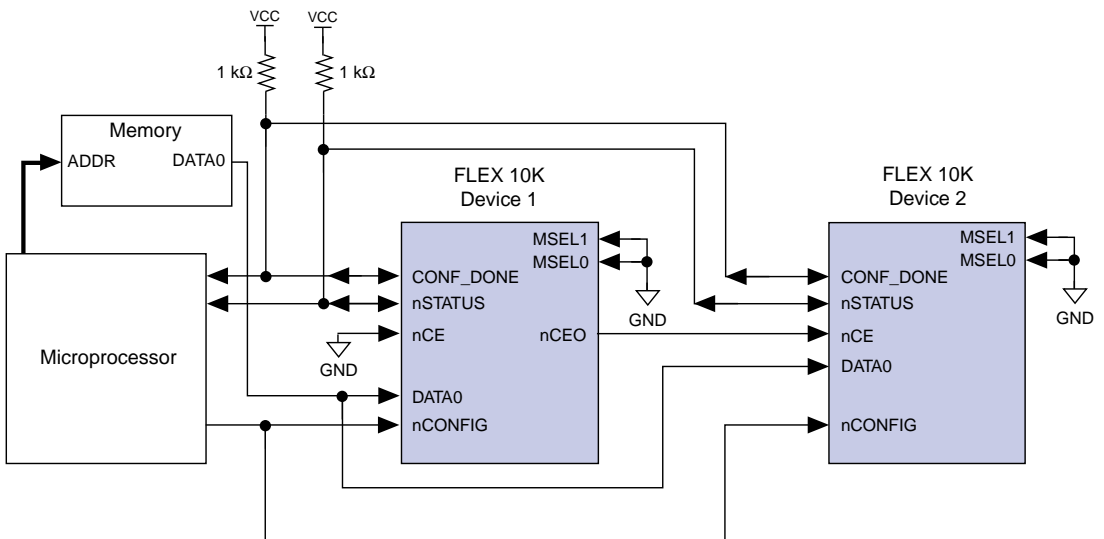 VCC
VCC
1 kΩ
1 kΩ
Memory
ADDR
DATA0
FLEX 10K
Device 1
FLEX 10K
Device 2
MSEL1
MSEL0
MSEL1
MSEL0
CONF_DONE
CONF_DONE
nSTATUS
nSTATUS
GND
GND
nCE
nCEO
nCE
Microprocessor
GND
DATA0
DATA0
nCONFIG
nCONFIG